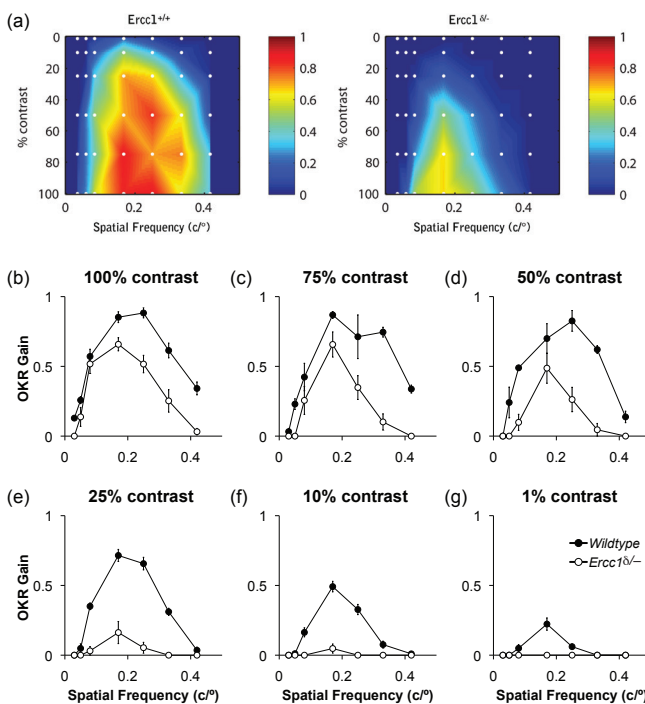 (a)
Ercc1+/+
Ercc1δ/-
0
20
40
60
80
100
% contrast
0
0.2
0.4
Spatial Frequency (c/°)
1
0.8
0.6
0.4
0.2
0
0
20
40
60
80
100
% contrast
0
0.2
0.4
Spatial Frequency (c/°)
1
0.8
0.6
0.4
0.2
0
(b) 100% contrast
(c) 75% contrast
(d) 50% contrast
1
0.5
0
OKR Gain
0 0.2 0.4
1
0.5
0
0 0.2 0.4
1
0.5
0
0 0.2 0.4
(e) 25% contrast
(f) 10% contrast
(g) 1% contrast
1
0.5
0
OKR Gain
0 0.2 0.4
Spatial Frequency (c/º)
1
0.5
0
0 0.2 0.4
Spatial Frequency (c/º)
1
0.5
0
Wildtype
Ercc1δ/–
0 0.2 0.4
Spatial Frequency (c/º)